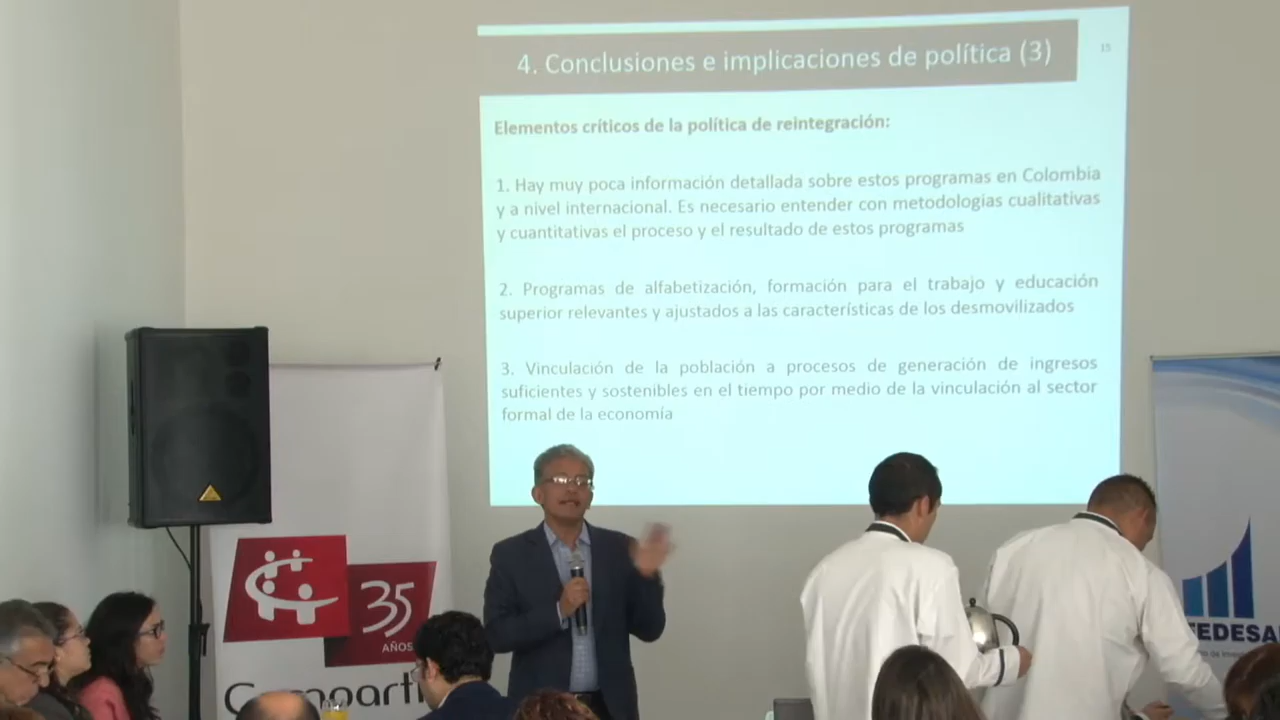 4. Conclusiones e implicaciones de política (3)
15
Elementos críticos de la política de reintegración:
1. Hay muy poca información detallada sobre estos programas en Colombia
y a nivel internacional. Es necesario entender con metodologías cualitativas
y cuantitativas el proceso y el resultado de estos programas
2. Programas de alfabetización, formación para el trabajo y educación
superior relevantes y ajustados a las características de los desmovilizados
3. Vinculación de la población a procesos de generación de ingresos
suficientes y sostenibles en el tiempo por medio de la vinculación al sector
formal de la economía
35
AÑOS
Comparti
FEDESA